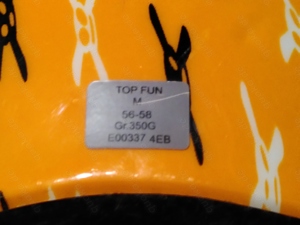 TOP FUN
M
56-58
Gr.350G
E00337 4EB